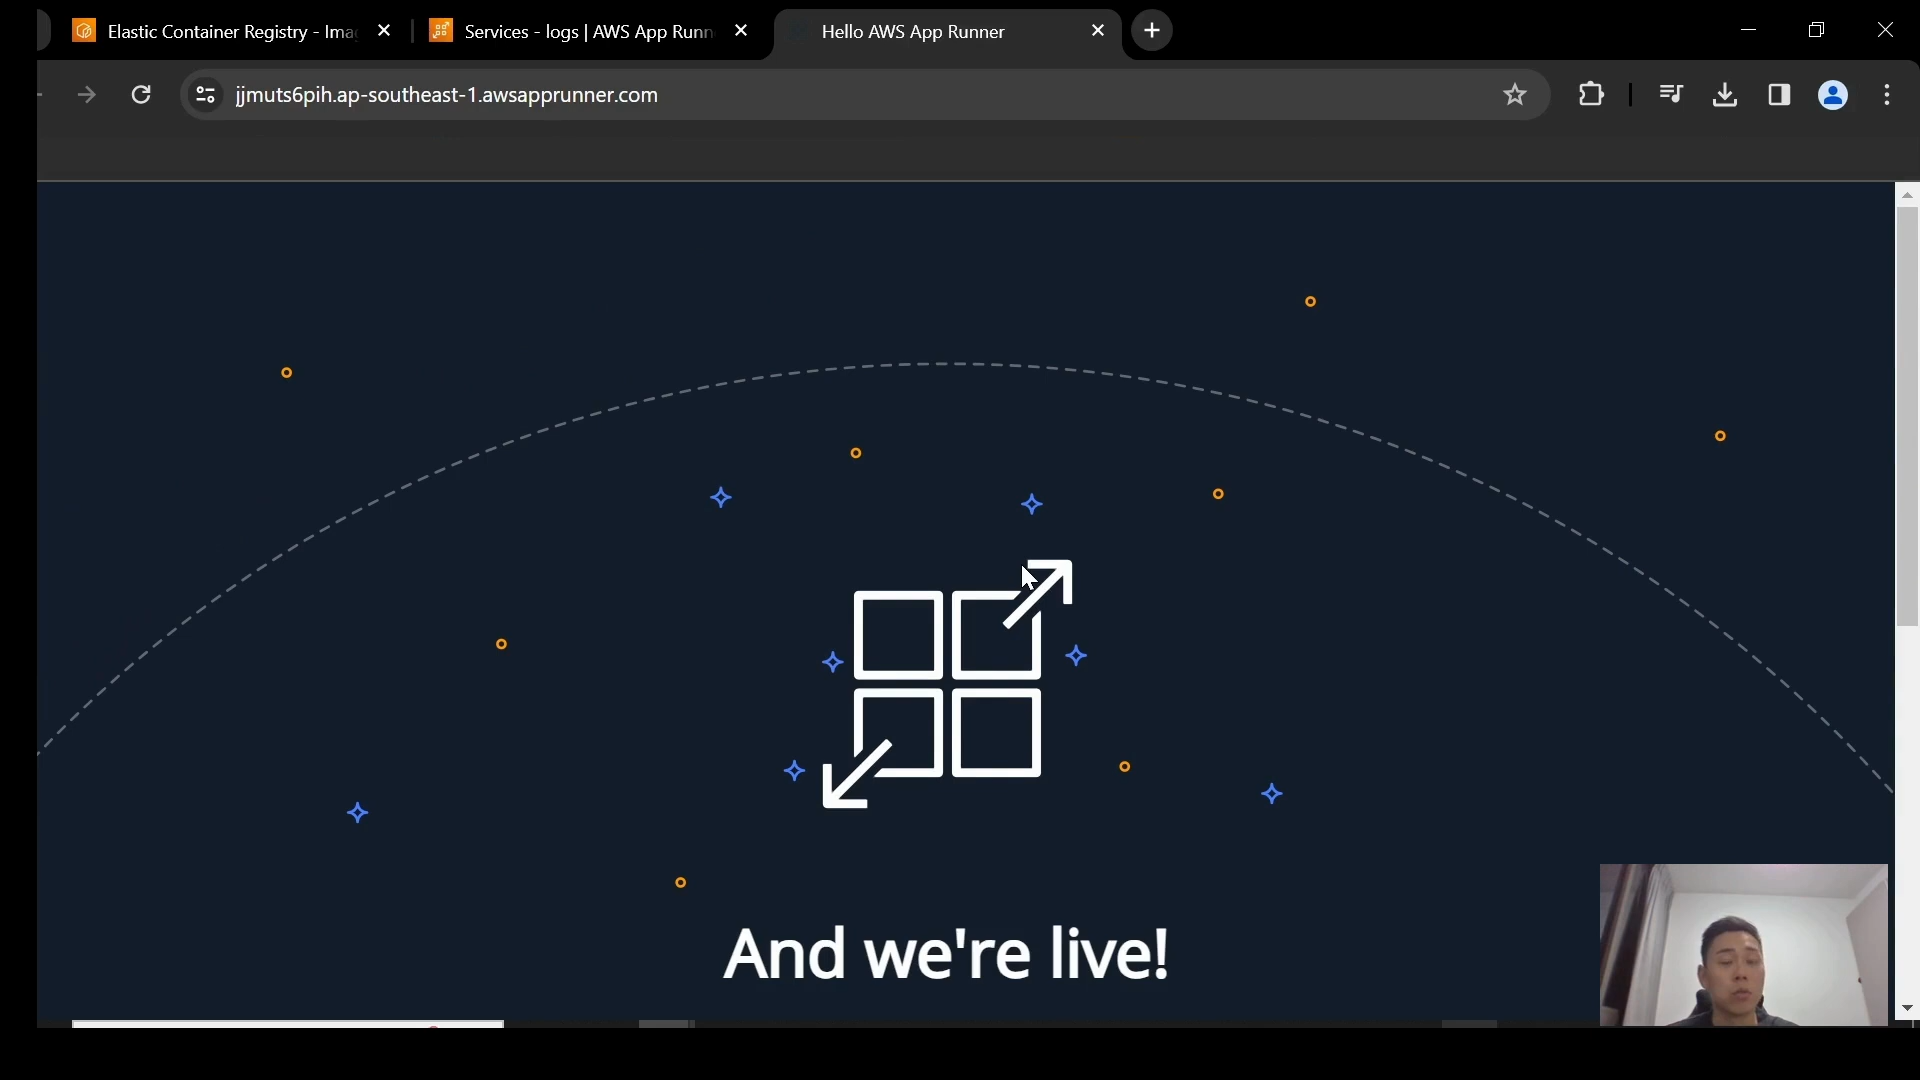 Elastic Container Registry - Ima
Services - logs | AWS App Runn
Hello AWS App Runner
jjmuts6pih.ap-southeast-1.awsapprunner.com
And we're live!